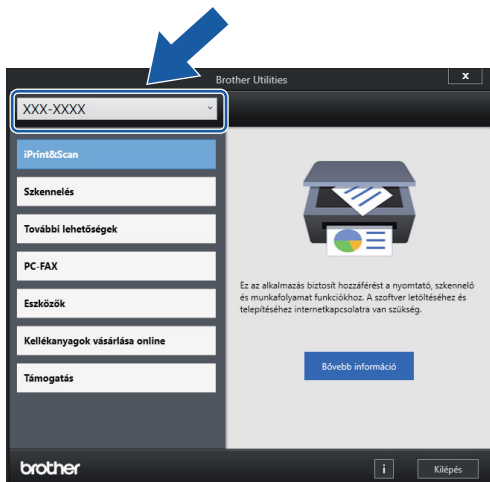 Brother Utilities
x
XXX-XXXX
iPrint&Scan
Szkennelés
További lehetőségek
PC-FAX
Eszközök
Kellékanyagok vásárlása online
Támogatás
Ez az alkalmazás biztosít hozzáférést a nyomtató, szkennelő
és munkafolyamat funkciókhoz. A szoftver letöltéséhez és
telepítéséhez internetkapcsolatra van szükség.
Bővebb információ
brother
i
Kilépés